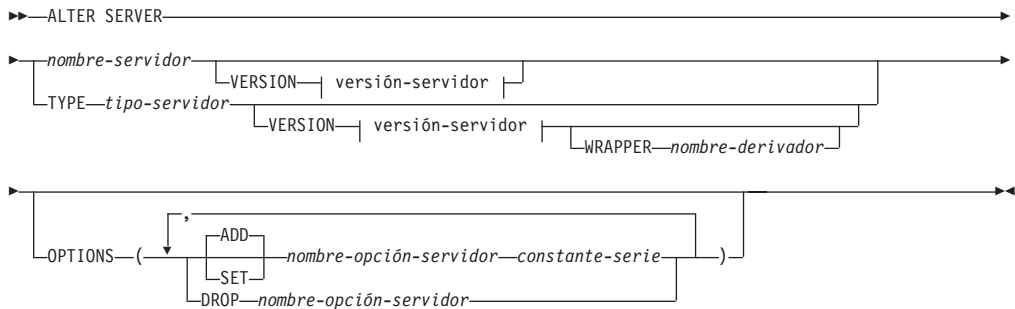 ALTER SERVER
nombre-servidor
VERSION versión-servidor
TYPE tipo-servidor
VERSION versión-servidor
WRAPPER nombre-derivador
,
ADD
OPTIONS ( nombre-opción-servidor constante-serie )
SET
DROP nombre-opción-servidor